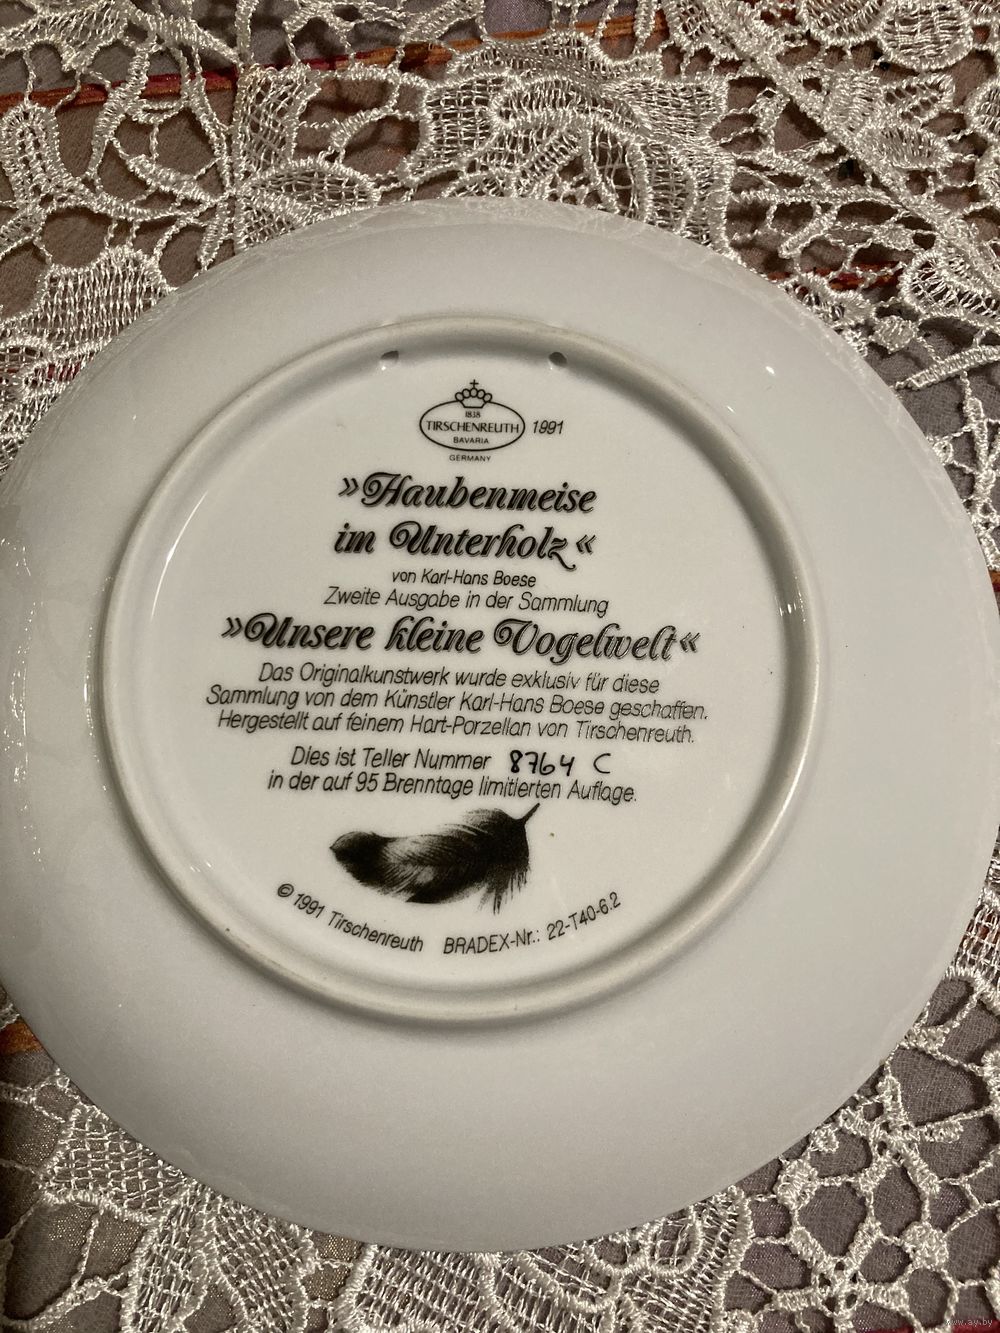 1838
TIRSCHENREUTH 1991
BAVARIA
GERMANY
»Haubenmeise
im Unterholz«
von Karl-Hans Boese
Zweite Ausgabe in der Sammlung
»Unsere kleine Vogelwelt«
Das Originalkunstwerk wurde exklusiv für diese
Sammlung von dem Künstler Karl-Hans Boese geschaffen.
Hergestellt auf feinem Hart-Porzellan von Tirschenreuth.
Dies ist Teller Nummer 8764 C
in der auf 95 Brenntage limitierten Auflage.
© 1991 Tirschenreuth BRADEX-Nr.: 22-T40-6.2
www.ay.by